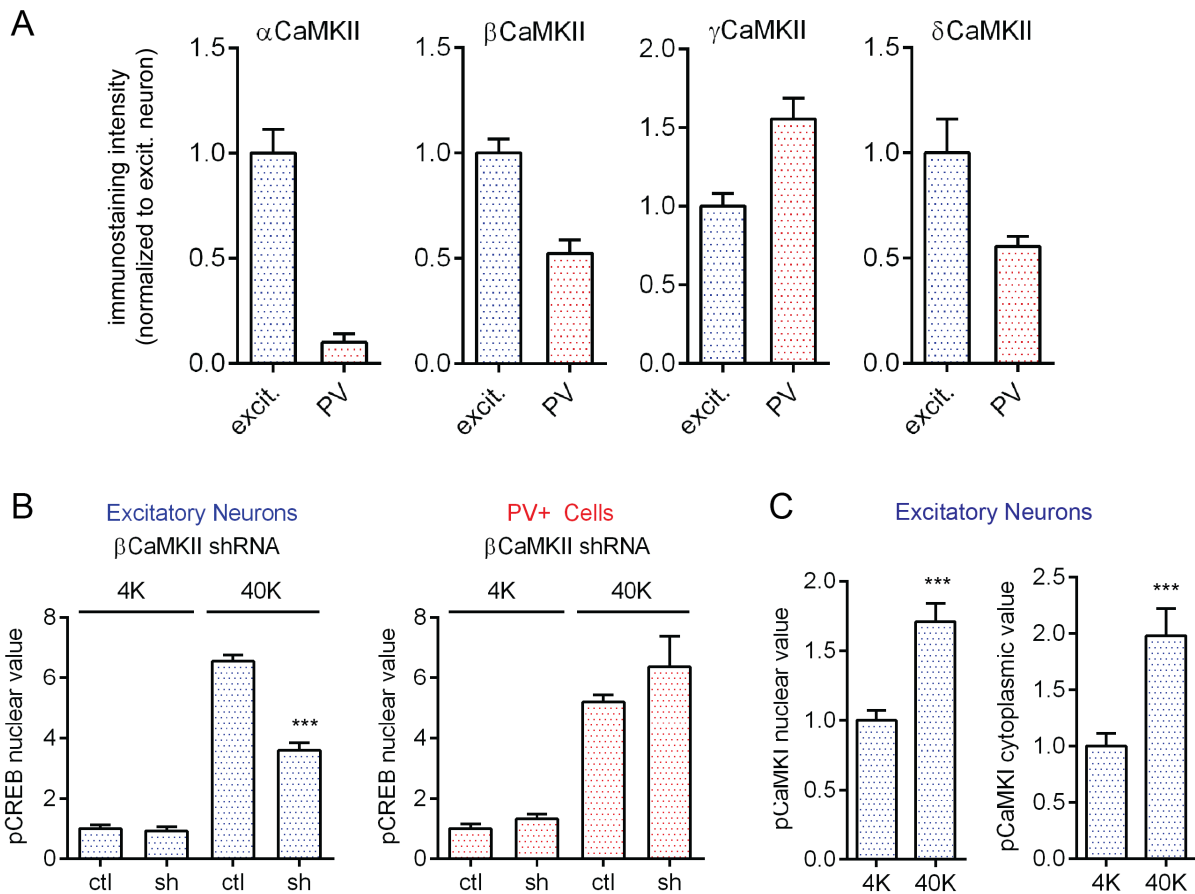 A
αCaMKII
βCaMKII
γCaMKII
δCaMKII
immunostaining intensity
(normalized to excit. neuron)
1.5
1.0
0.5
0.0
excit.
PV
1.5
1.0
0.5
0.0
excit.
PV
2.0
1.5
1.0
0.5
0.0
excit.
PV
1.5
1.0
0.5
0.0
excit.
PV
B
Excitatory Neurons
βCaMKII shRNA
4K
40K
pCREB nuclear value
8
6
4
2
0
***
ctl
sh
ctl
sh
PV+ Cells
βCaMKII shRNA
4K
40K
pCREB nuclear value
8
6
4
2
0
ctl
sh
ctl
sh
C
Excitatory Neurons
pCaMKI nuclear value
2.0
1.5
1.0
0.5
0.0
***
4K
40K
pCaMKI cytoplasmic value
2.5
2.0
1.5
1.0
0.5
0.0
***
4K
40K